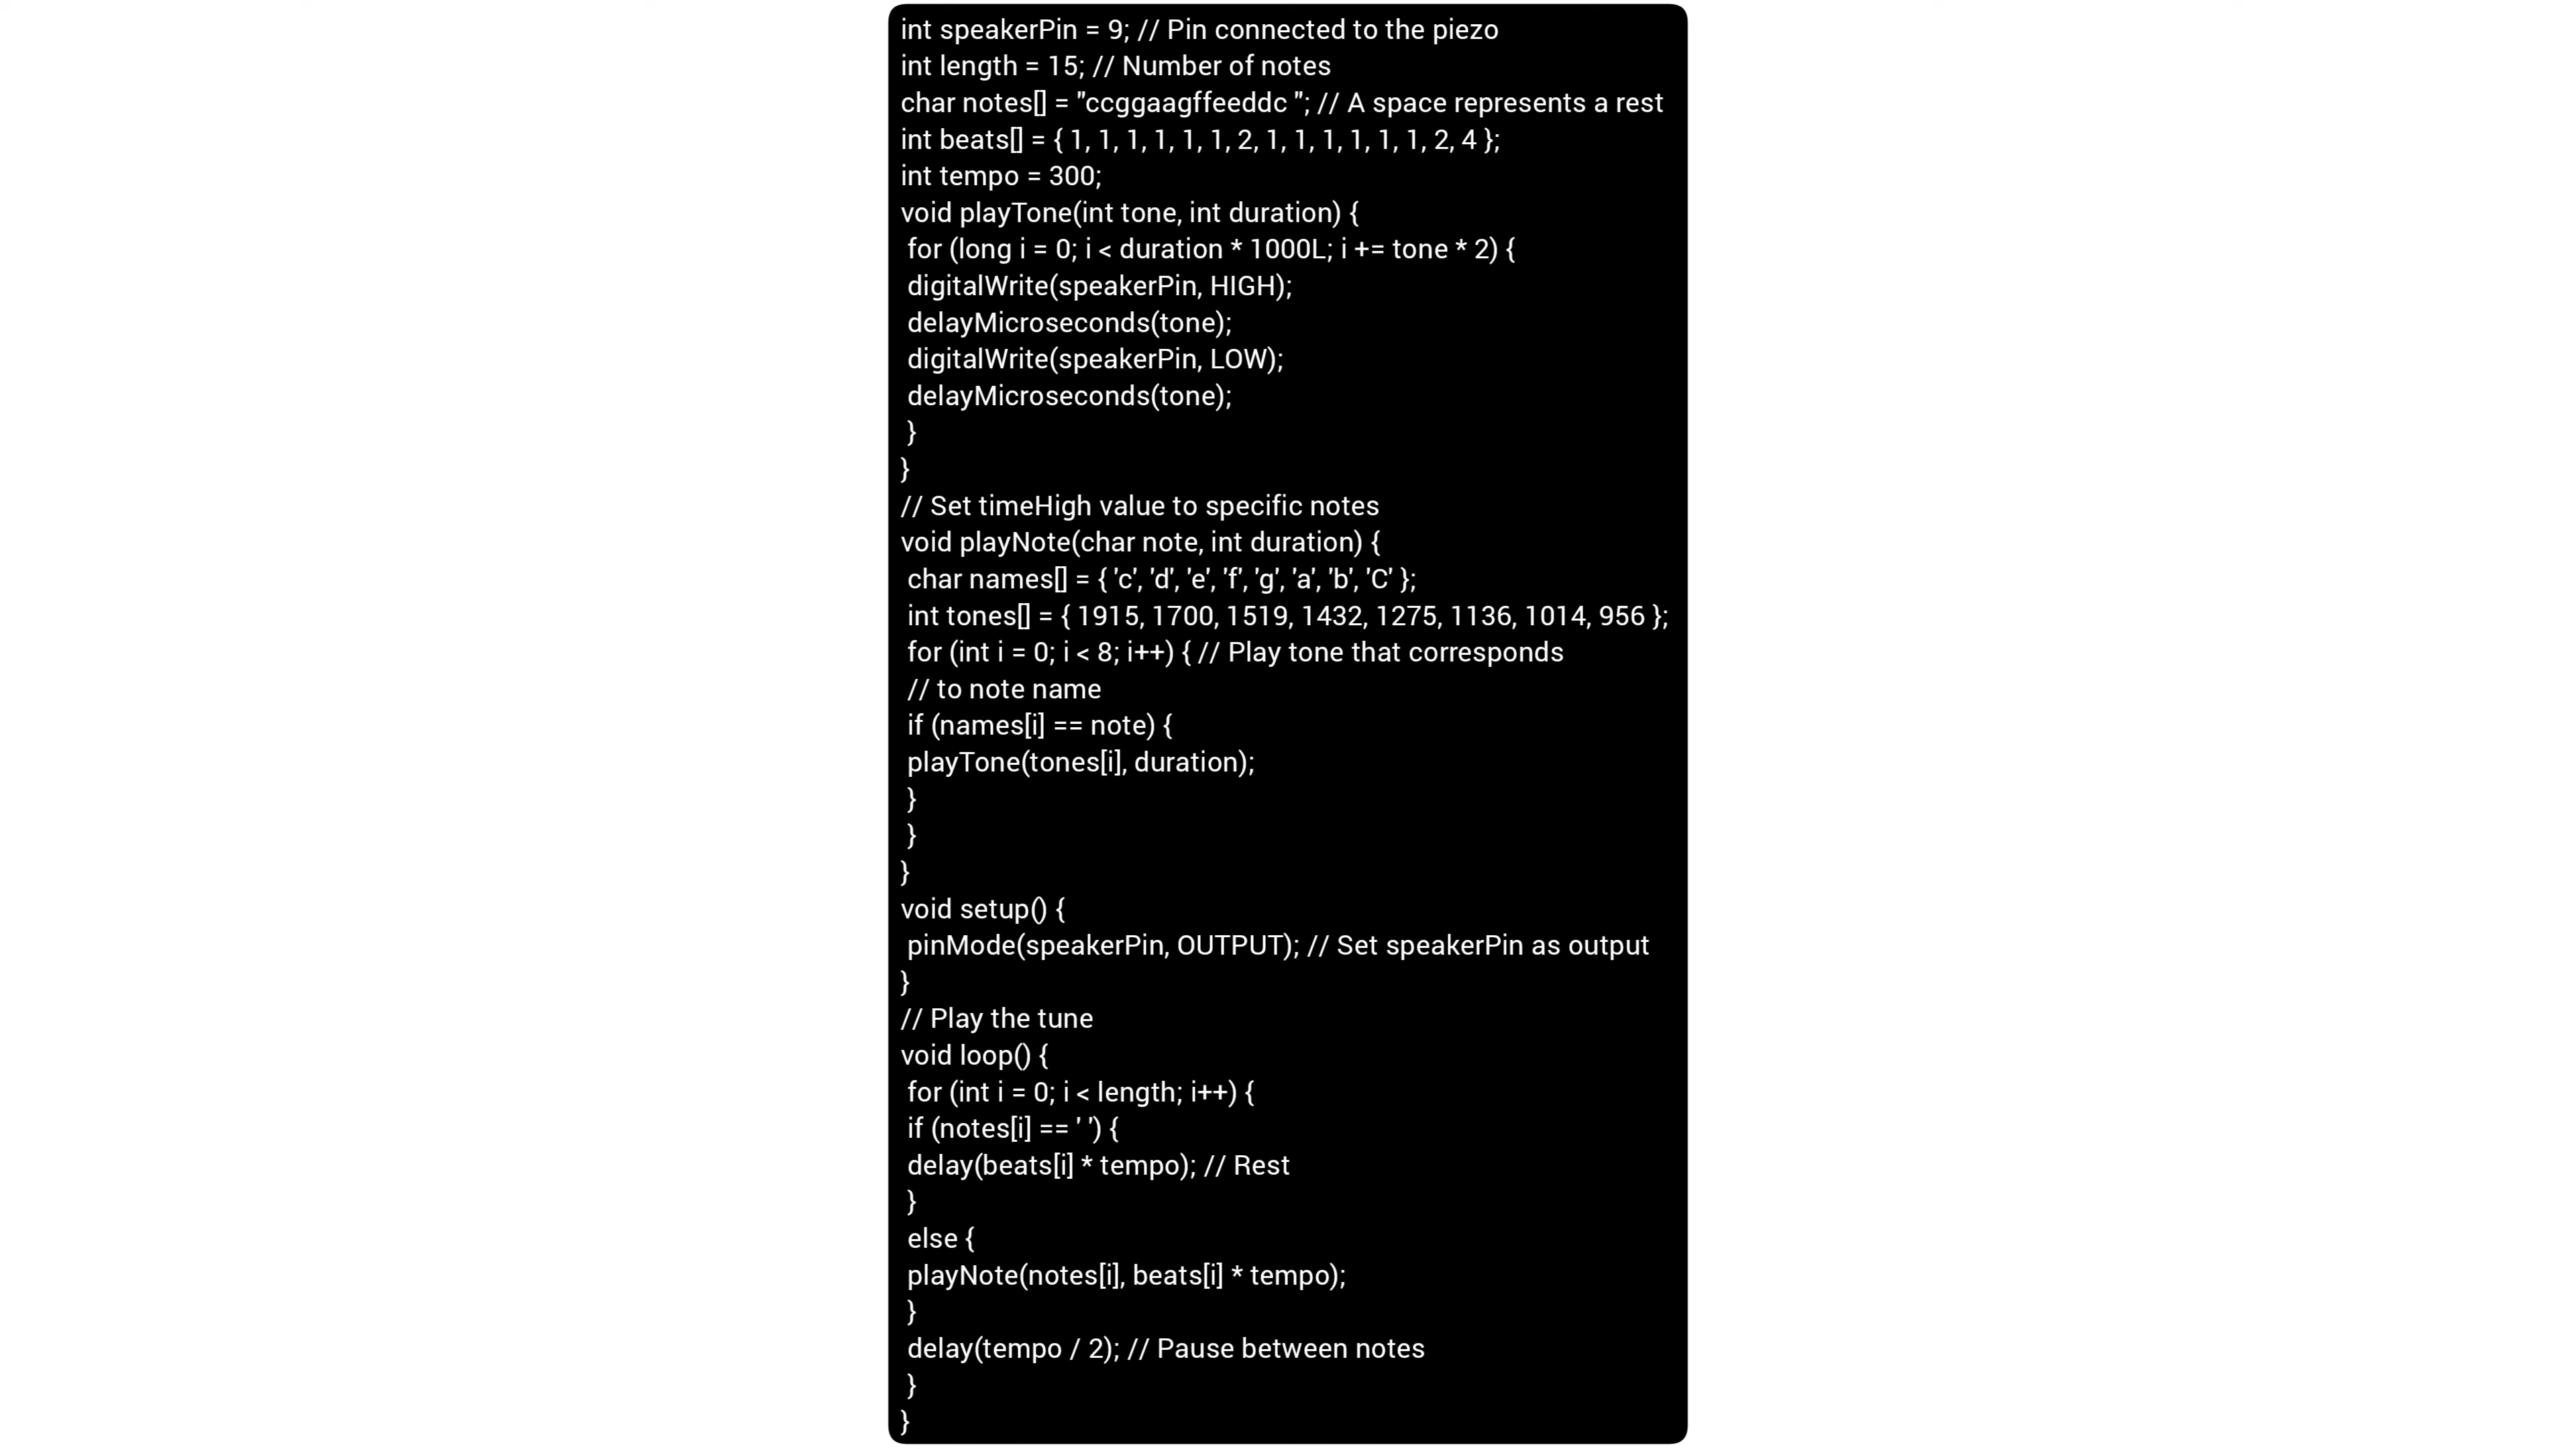 int speakerPin = 9; // Pin connected to the piezo
int length = 15; // Number of notes
char notes[] = "ccggaagffeeddc "; // A space represents a rest
int beats[] = { 1, 1, 1, 1, 1, 1, 2, 1, 1, 1, 1, 1, 1, 2, 4 };
int tempo = 300;
void playTone(int tone, int duration) {
 for (long i = 0; i < duration * 1000L; i += tone * 2) {
 digitalWrite(speakerPin, HIGH);
 delayMicroseconds(tone);
 digitalWrite(speakerPin, LOW);
 delayMicroseconds(tone);
 }
}
// Set timeHigh value to specific notes
void playNote(char note, int duration) {
 char names[] = { 'c', 'd', 'e', 'f', 'g', 'a', 'b', 'C' };
 int tones[] = { 1915, 1700, 1519, 1432, 1275, 1136, 1014, 956 };
 for (int i = 0; i < 8; i++) { // Play tone that corresponds
 // to note name
 if (names[i] == note) {
 playTone(tones[i], duration);
 }
 }
}
void setup() {
 pinMode(speakerPin, OUTPUT); // Set speakerPin as output
}
// Play the tune
void loop() {
 for (int i = 0; i < length; i++) {
 if (notes[i] == ' ') {
 delay(beats[i] * tempo); // Rest
 }
 else {
 playNote(notes[i], beats[i] * tempo);
 }
 delay(tempo / 2); // Pause between notes
 }
}